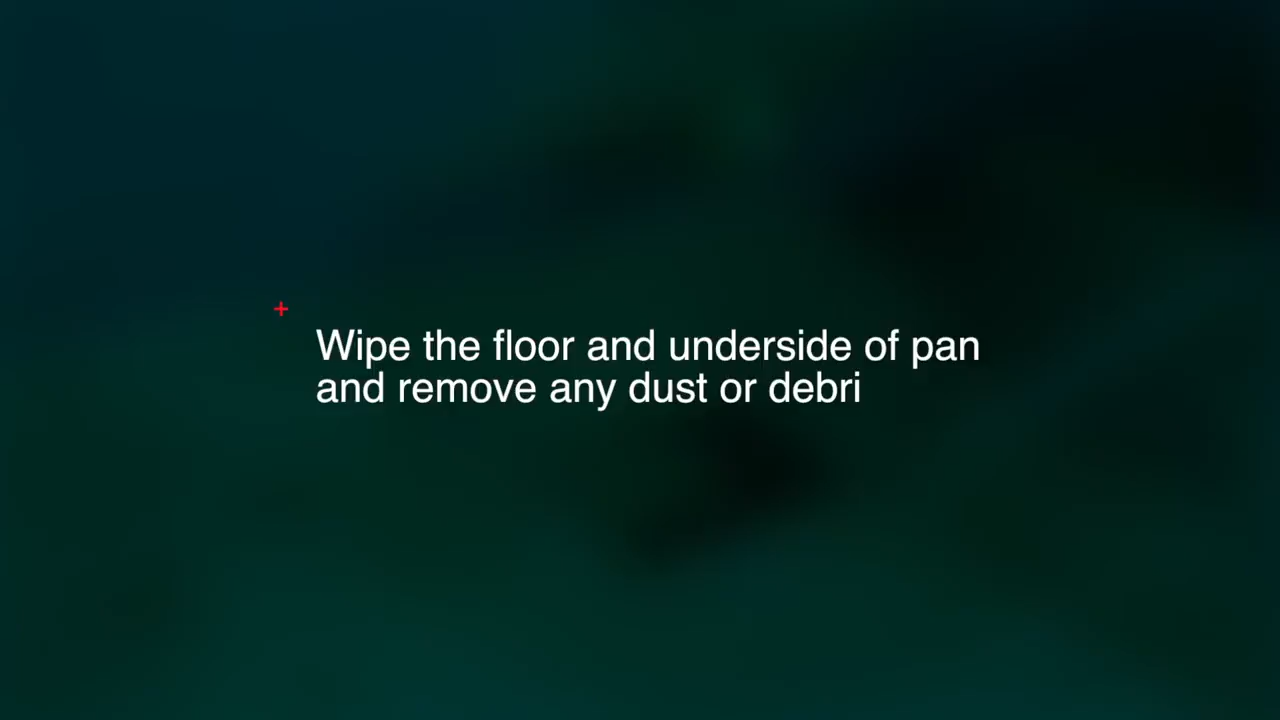 Wipe the floor and underside of pan
and remove any dust or debri